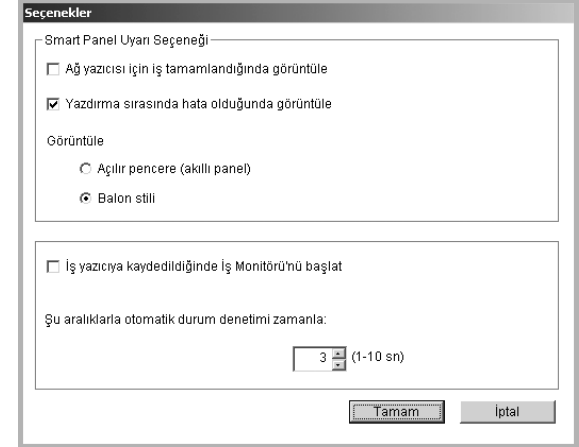 Seçenekler
Smart Panel Uyarı Seçeneği
Ağ yazıcısı için iş tamamlandığında görüntüle
Yazdırma sırasında hata olduğunda görüntüle
Görüntüle
Açılır pencere (akıllı panel)
Balon stili
İş yazıcıya kaydedildiğinde İş Monitörü'nü başlat
Şu aralıklarla otomatik durum denetimi zamanla:
3 (1-10 sn)
Tamam İptal